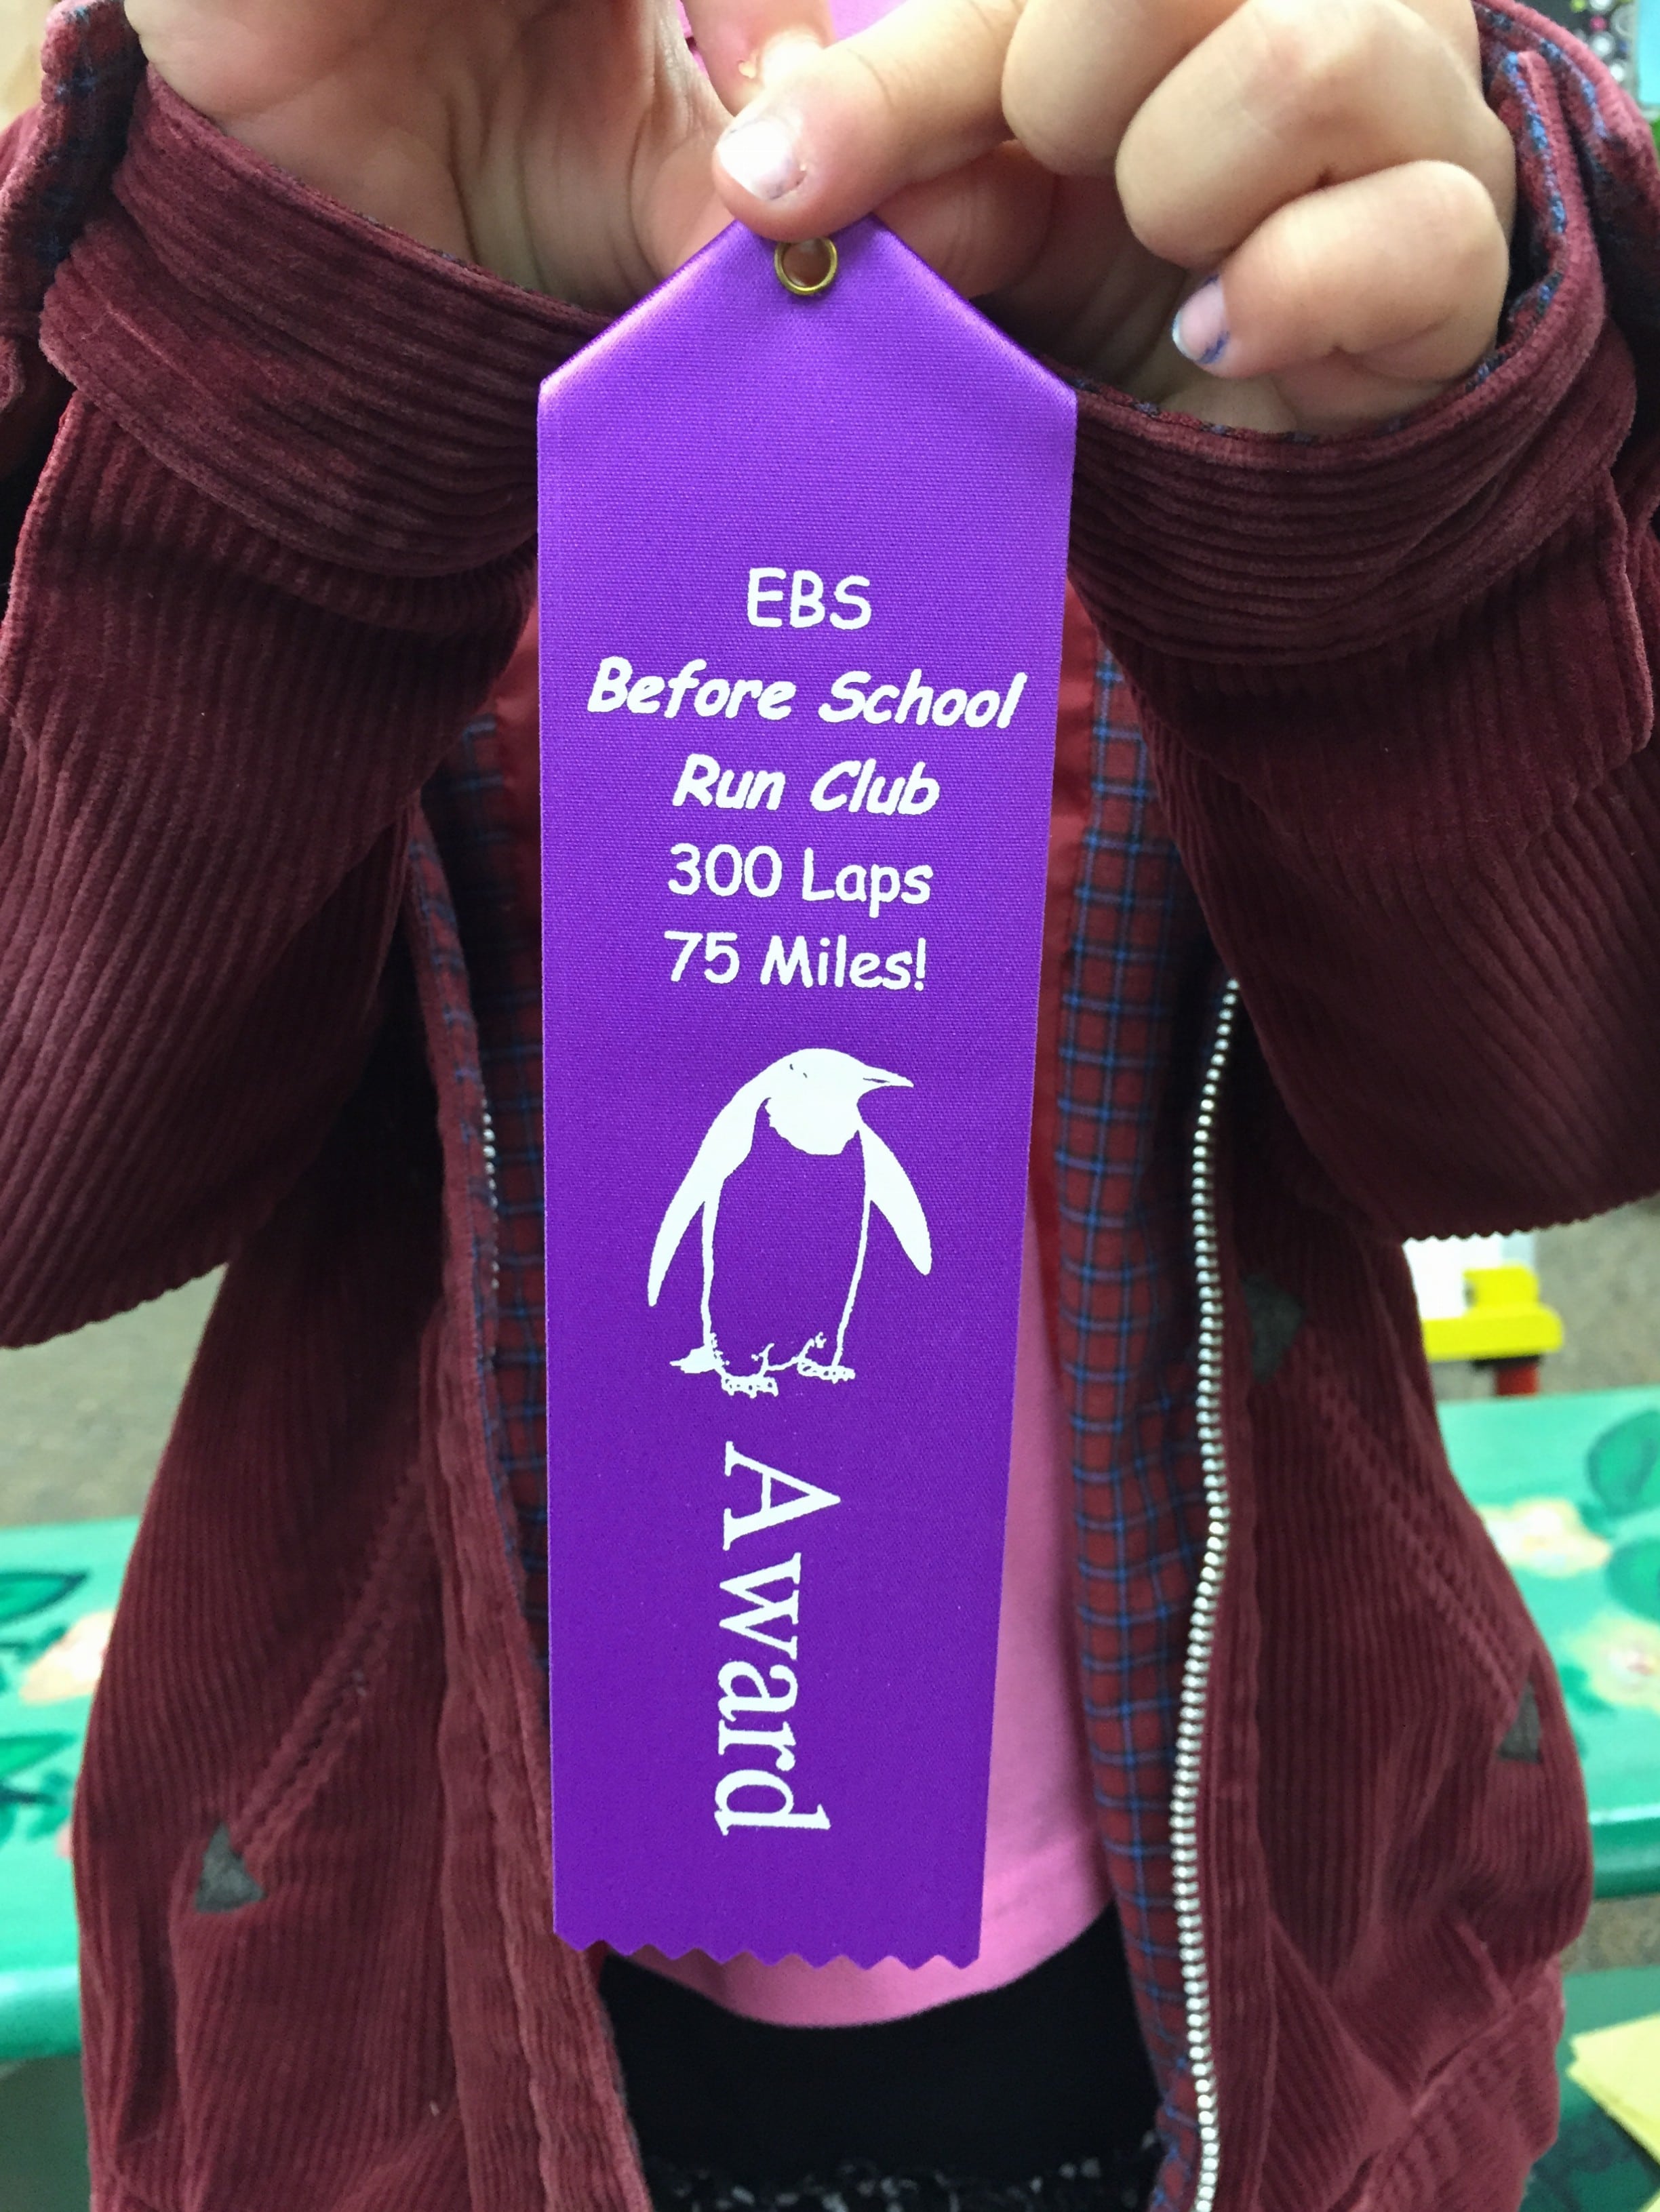 EBS
Before School
Run Club
300 Laps
75 Miles!
Award